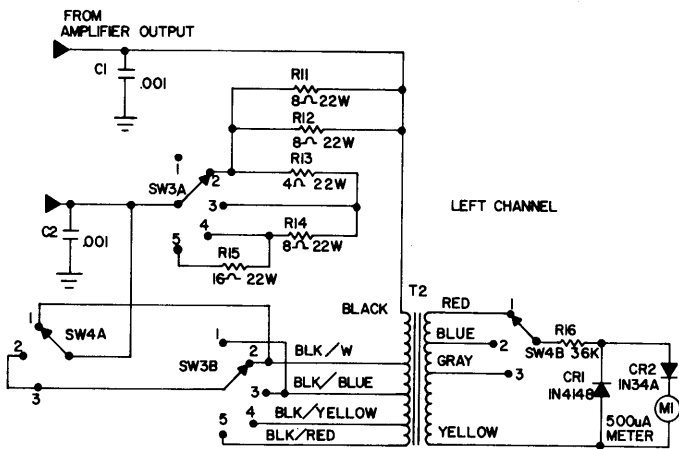 FROM
AMPLIFIER OUTPUT
C1
.001
R11
8Ω 22W
R12
8Ω 22W
R13
4Ω 22W
1
2
SW3A
3
LEFT CHANNEL
4
R14
8Ω 22W
C2
.001
5
R15
16Ω 22W
T2
BLACK
RED
1
1
SW4A
2
3
SW3B
1
2
3
4
5
BLK/W
BLK/BLUE
BLK/YELLOW
BLK/RED
BLUE
2
GRAY
3
YELLOW
R16
SW4B 36K
CR1
1N4148
CR2
1N34A
M1
500uA
METER